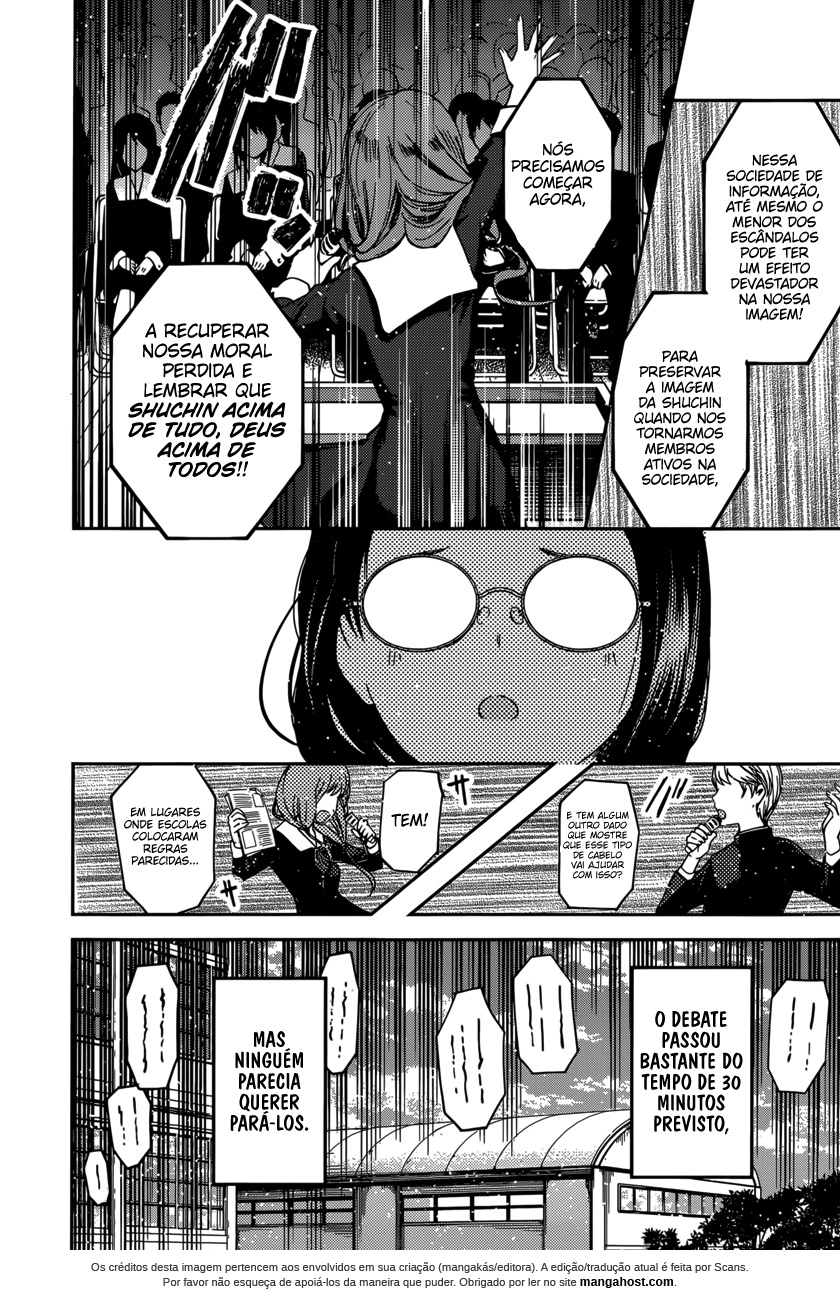 NESSA
SOCIEDADE DE
INFORMAÇÃO,
ATÉ MESMO O
MENOR DOS
ESCÂNDALOS
PODE TER
UM EFEITO
DEVASTADOR
NA NOSSA
IMAGEM!
PARA
PRESERVAR
A IMAGEM
DA SHUCHIN
QUANDO NOS
TORNARMOS
MEMBROS
ATIVOS NA
SOCIEDADE,
NÓS
PRECISAMOS
COMEÇAR
AGORA,
A RECUPERAR
NOSSA MORAL
PERDIDA E
LEMBRAR QUE
SHUCHIN ACIMA
DE TUDO, DEUS
ACIMA DE
TODOS!!
E TEM ALGUM
OUTRO DADO
QUE MOSTRE
QUE ESSE TIPO
DE CABELO
VAI AJUDAR
COM ISSO?
TEM!
EM LUGARES
ONDE ESCOLAS
COLOCARAM
REGRAS
PARECIDAS...
O DEBATE
PASSOU
BASTANTE DO
TEMPO DE 30
MINUTOS
PREVISTO,
MAS
NINGUÉM
PARECIA
QUERER
PARÁ-LOS.
Os créditos desta imagem pertencem aos envolvidos em sua criação (mangakás/editora). A edição/tradução atual é feita por Scans.
Por favor não esqueça de apoiá-los da maneira que puder. Obrigado por ler no site mangahost.com.